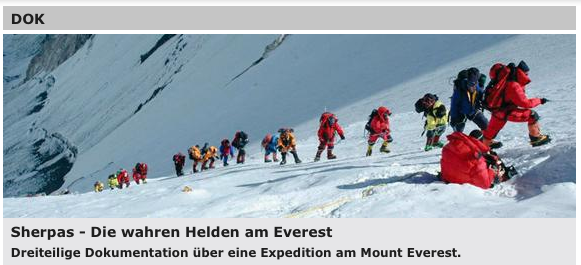 DOK
Sherpas - Die wahren Helden am Everest
Dreiteilige Dokumentation über eine Expedition am Mount Everest.